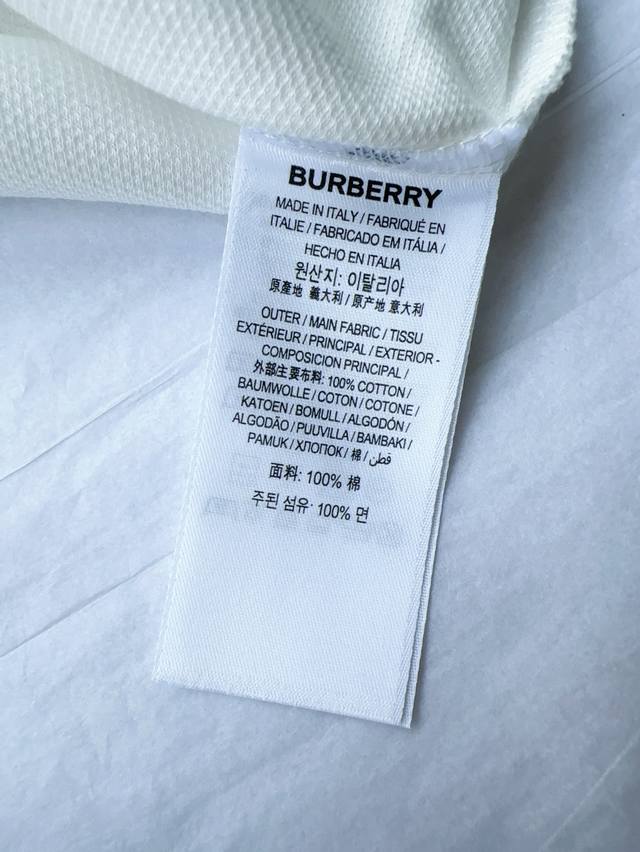 BURBERRY
MADE IN ITALY / FABRIQUÉ EN
ITALIE / FABRICADO EM ITÁLIA /
HECHO EN ITALIA
원산지: 이탈리아
原產地 義大利 / 原产地 意大利
OUTER / MAIN FABRIC / TISSU
EXTÉRIEUR / PRINCIPAL / EXTERIOR -
COMPOSICION PRINCIPAL /
外部主要布料: 100% COTTON /
BAUMWOLLE / COTON / COTONE /
KATOEN / BOMULL / ALGODÓN /
ALGODÃO / PUUVILLA / BAMBAKI /
PAMUK / ХЛОПОК / 棉 / قطن
面料: 100% 棉
주된 섬유: 100% 면